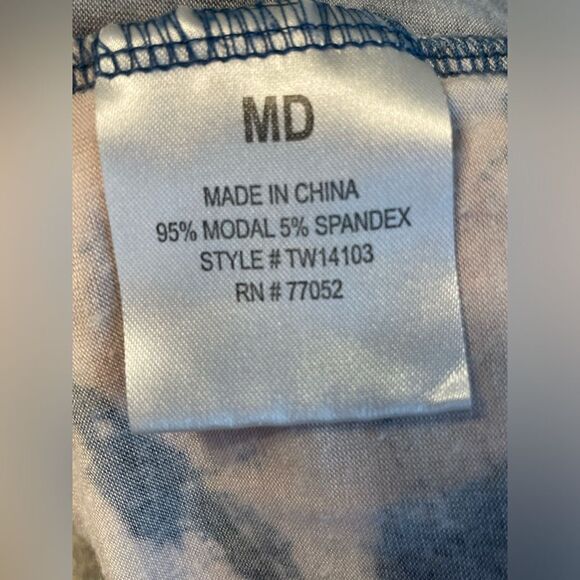 MD
MADE IN CHINA
95% MODAL 5% SPANDEX
STYLE # TW14103
RN # 77052